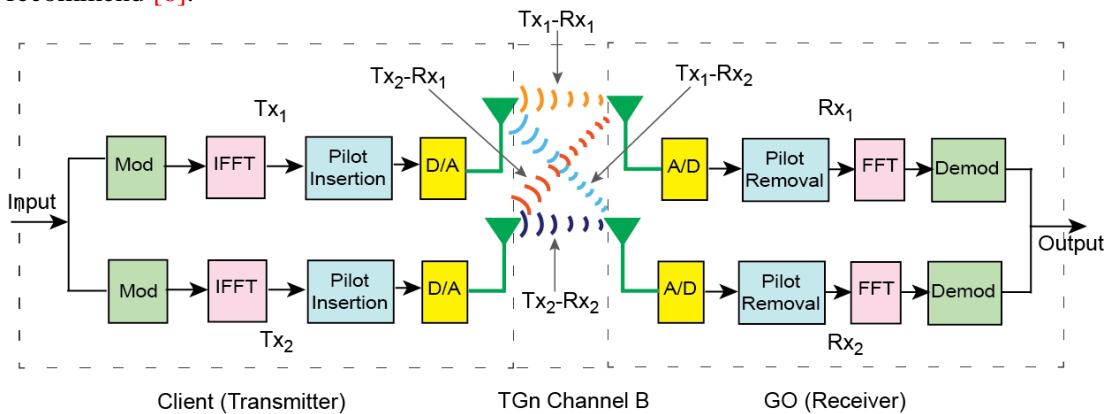 recommend [6].
Tx1-Rx1
Tx2-Rx1
Tx1-Rx2
Tx1
Rx1
Mod
IFFT
Pilot
Insertion
D/A
A/D
Pilot
Removal
FFT
Demod
Input
Output
Mod
IFFT
Pilot
Insertion
D/A
A/D
Pilot
Removal
FFT
Demod
Tx2-Rx2
Tx2
Rx2
Client (Transmitter)
TGn Channel B
GO (Receiver)